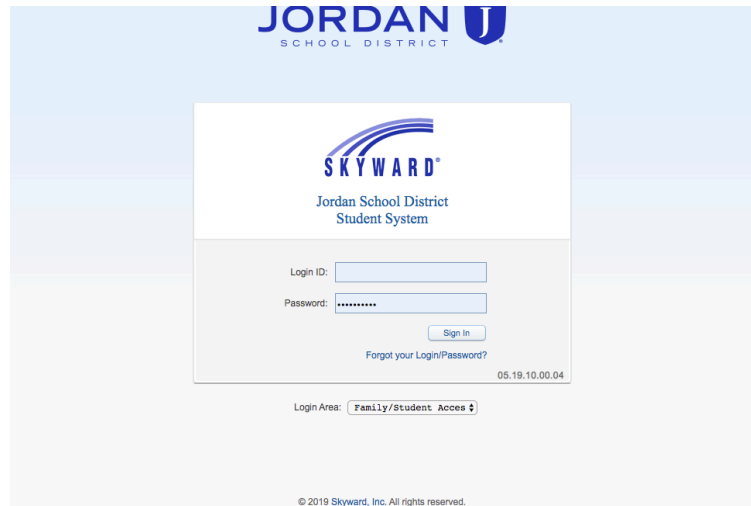 JORDAN J
SCHOOL DISTRICT
SKYWARD®
Jordan School District
Student System
Login ID:
Password: ••••••••••
Sign In
Forgot your Login/Password?
05.19.10.00.04
Login Area: Family/Student Acces
© 2019 Skyward, Inc. All rights reserved.